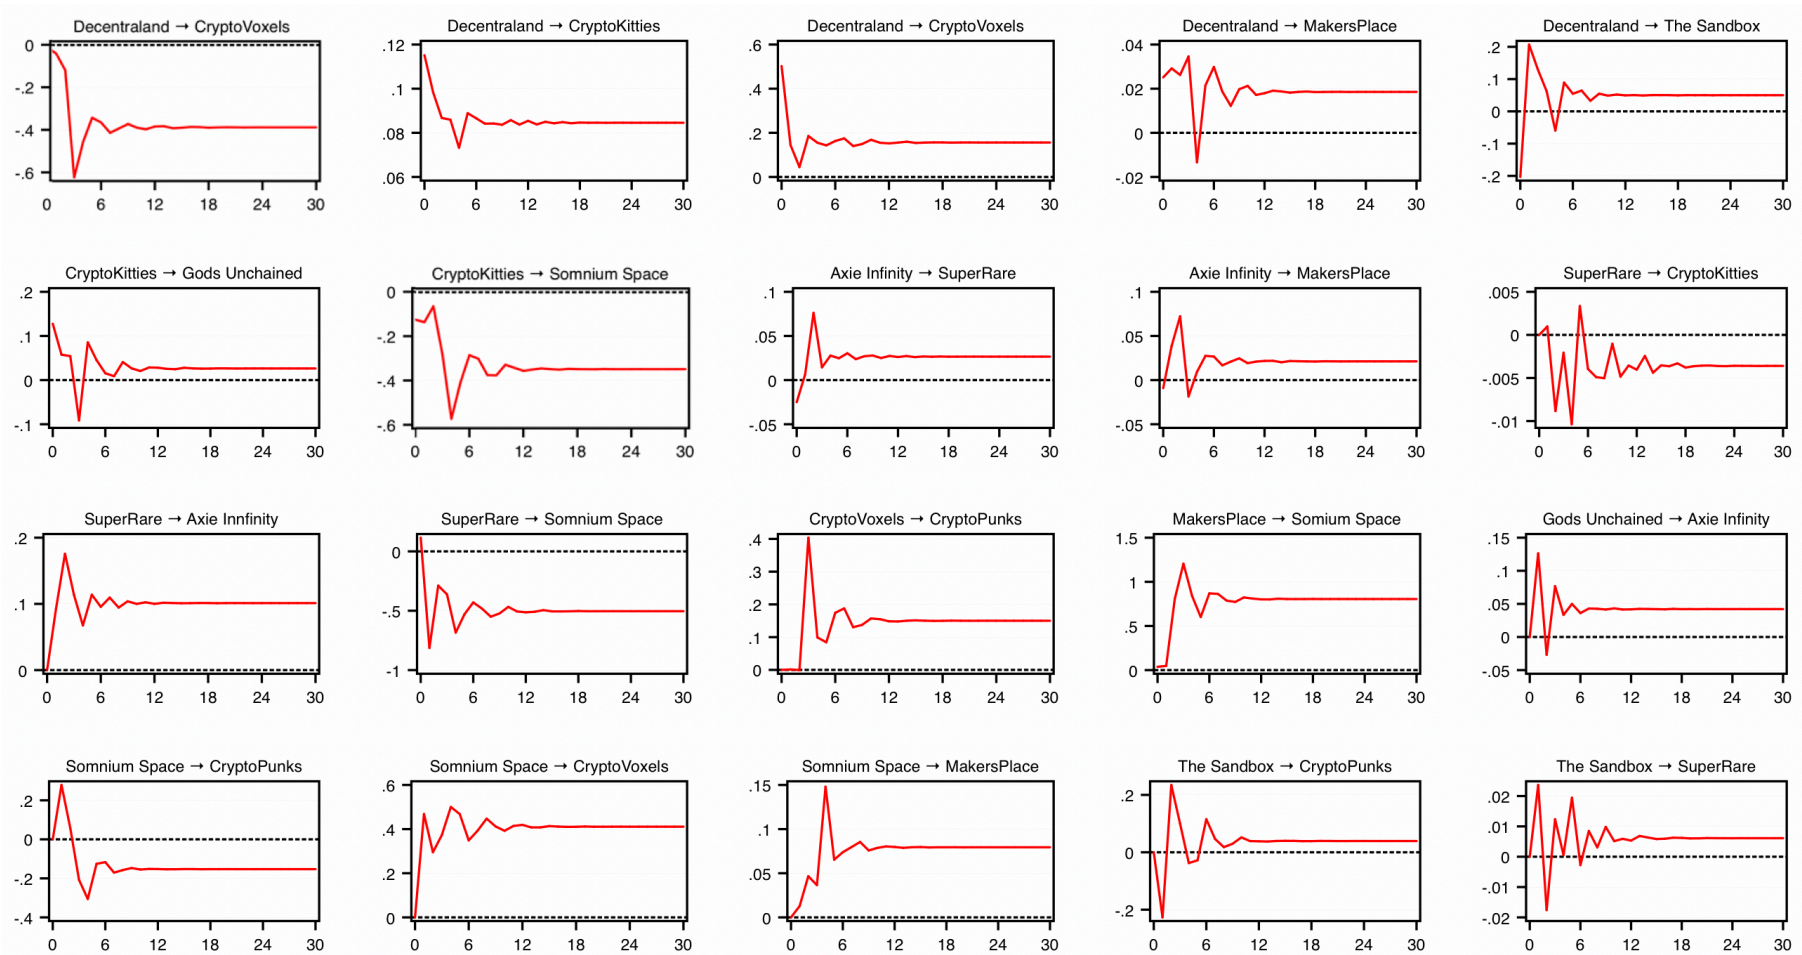 Decentraland → CryptoVoxels
0
-.2
-.4
-.6
0 6 12 18 24 30
Decentraland → CryptoKitties
.12
.1
.08
.06
0 6 12 18 24 30
Decentraland → CryptoVoxels
.6
.4
.2
0
0 6 12 18 24 30
Decentraland → MakersPlace
.04
.02
0
-.02
0 6 12 18 24 30
Decentraland → The Sandbox
.2
.1
0
-.1
-.2
0 6 12 18 24 30
CryptoKitties → Gods Unchained
.2
.1
0
-.1
0 6 12 18 24 30
CryptoKitties → Somnium Space
0
-.2
-.4
-.6
0 6 12 18 24 30
Axie Infinity → SuperRare
.1
.05
0
-.05
0 6 12 18 24 30
Axie Infinity → MakersPlace
.1
.05
0
-.05
0 6 12 18 24 30
SuperRare → CryptoKitties
.005
0
-.005
-.01
0 6 12 18 24 30
SuperRare → Axie Innfinity
.2
.1
0
0 6 12 18 24 30
SuperRare → Somnium Space
0
-.5
-1
0 6 12 18 24 30
CryptoVoxels → CryptoPunks
.4
.3
.2
.1
0
0 6 12 18 24 30
MakersPlace → Somium Space
1.5
1
.5
0
0 6 12 18 24 30
Gods Unchained → Axie Infinity
.15
.1
.05
0
-.05
0 6 12 18 24 30
Somnium Space → CryptoPunks
.2
0
-.2
-.4
0 6 12 18 24 30
Somnium Space → CryptoVoxels
.6
.4
.2
0
0 6 12 18 24 30
Somnium Space → MakersPlace
.15
.1
.05
0
0 6 12 18 24 30
The Sandbox → CryptoPunks
.2
0
-.2
0 6 12 18 24 30
The Sandbox → SuperRare
.02
.01
0
-.01
-.02
0 6 12 18 24 30